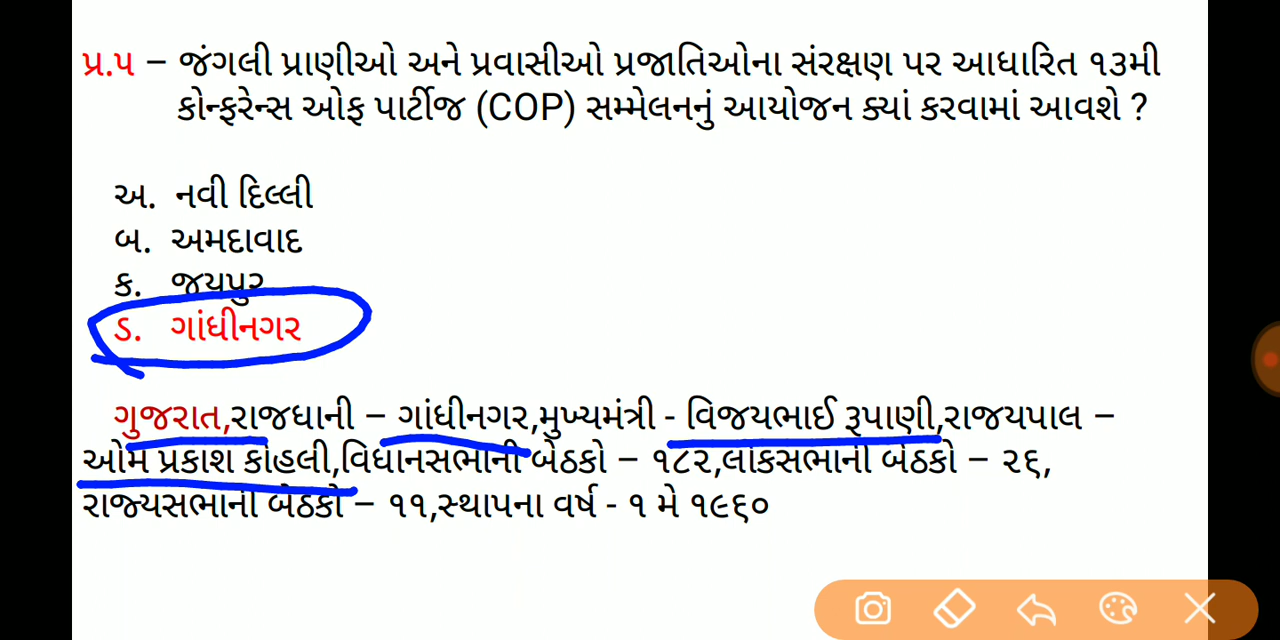 પ્ર.૫ – જંગલી પ્રાણીઓ અને પ્રવાસીઓ પ્રજાતિઓના સંરક્ષણ પર આધારિત ૧૩મી
કોન્ફરેન્સ ઓફ પાર્ટીજ (COP) સમ્મેલનનું આયોજન ક્યાં કરવામાં આવશે ?
અ. નવી દિલ્લી
બ. અમદાવાદ
ક. જયપુર
ડ. ગાંધીનગર
ગુજરાત,રાજધાની – ગાંધીનગર,મુખ્યમંત્રી - વિજયભાઈ રૂપાણી,રાજયપાલ –
ઓમ પ્રકાશ કોહલી,વિધાનસભાની બેઠકો – ૧૮૨,લોકસભાની બેઠકો – ૨૬,
રાજ્યસભાની બેઠકો – ૧૧,સ્થાપના વર્ષ - ૧ મે ૧૯૬૦